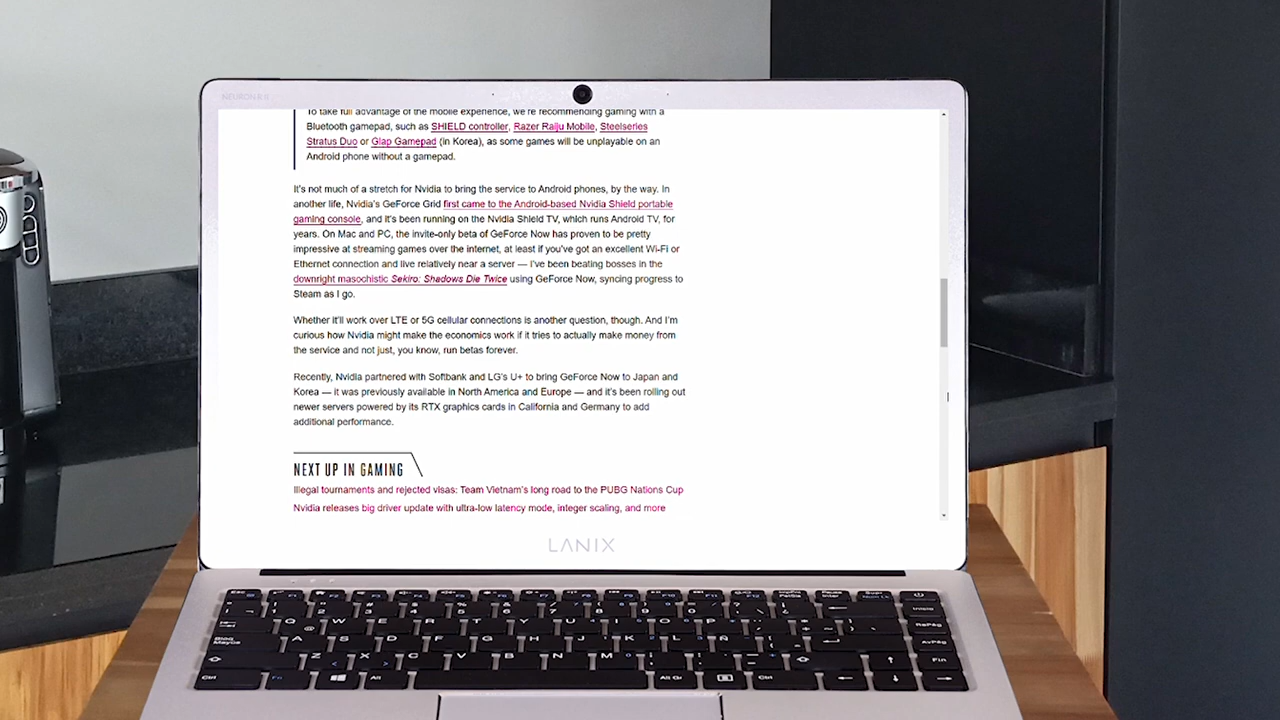 NEURON
To take full advantage of the mobile experience, we're recommending gaming with a
Bluetooth gamepad, such as SHIELD controller, Razer Raiju Mobile, Steelseries
Stratus Duo or Glap Gamepad (in Korea), as some games will be unplayable on an
Android phone without a gamepad.
It's not much of a stretch for Nvidia to bring the service to Android phones, by the way. In
another life, Nvidia's GeForce Grid first came to the Android-based Nvidia Shield portable
gaming console, and it's been running on the Nvidia Shield TV, which runs Android TV, for
years. On Mac and PC, the invite-only beta of GeForce Now has proven to be pretty
impressive at streaming games over the internet, at least if you've got an excellent Wi-Fi or
Ethernet connection and live relatively near a server — I've been beating bosses in the
downright masochistic Sekiro: Shadows Die Twice using GeForce Now, syncing progress to
Steam as I go.
Whether it'll work over LTE or 5G cellular connections is another question, though. And I'm
curious how Nvidia might make the economics work if it tries to actually make money from
the service and not just, you know, run betas forever.
Recently, Nvidia partnered with Softbank and LG's U+ to bring GeForce Now to Japan and
Korea — it was previously available in North America and Europe — and it's been rolling out
newer servers powered by its RTX graphics cards in California and Germany to add
additional performance.
NEXT UP IN GAMING
Illegal tournaments and rejected visas: Team Vietnam's long road to the PUBG Nations Cup
Nvidia releases big driver update with ultra-low latency mode, integer scaling, and more
LANIX
Esc
Inicio
Q W E R T Y U I O P
RePág
Bloq Mayús A S D F G H J K L Ñ
AvPág
Z X C V B N M
Fin
Ctrl Fn Alt Alt Gr Ctrl